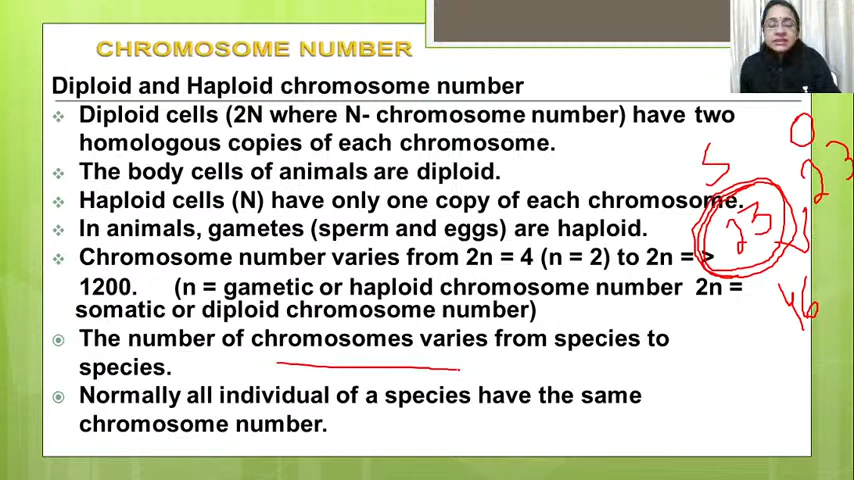 CHROMOSOME NUMBER
Diploid and Haploid chromosome number
Diploid cells (2N where N- chromosome number) have two
homologous copies of each chromosome.
The body cells of animals are diploid.
Haploid cells (N) have only one copy of each chromosome.
In animals, gametes (sperm and eggs) are haploid.
Chromosome number varies from 2n = 4 (n = 2) to 2n = >
1200. (n = gametic or haploid chromosome number 2n =
somatic or diploid chromosome number)
The number of chromosomes varies from species to
species.
Normally all individual of a species have the same
chromosome number.
23
46